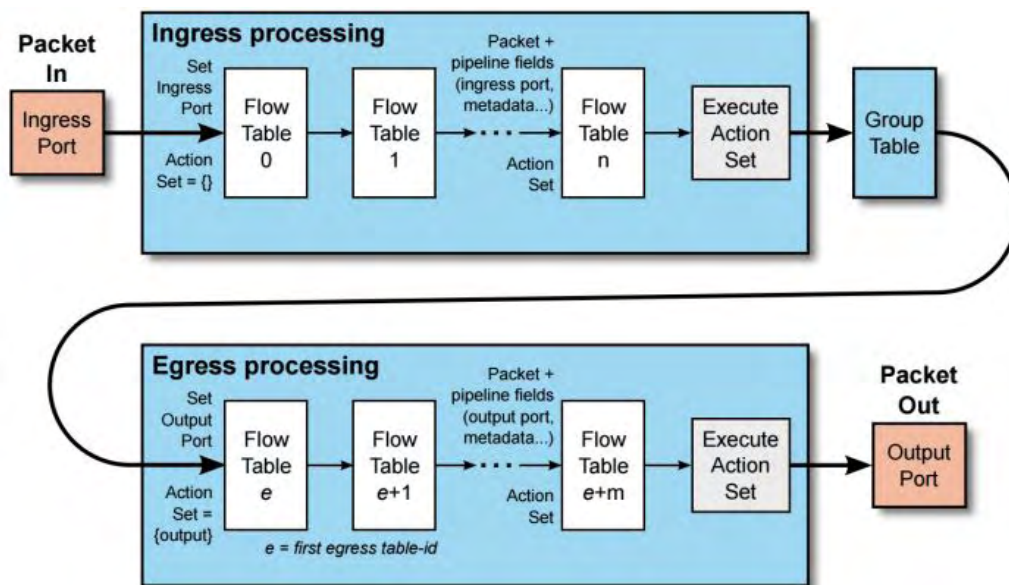 Ingress processing
Packet
In
Ingress
Port
Set
Ingress
Port
Action
Set = {}
Flow
Table
0
Flow
Table
1
Packet +
pipeline fields
(ingress port,
metadata...)
Action
Set
Flow
Table
n
Execute
Action
Set
Group
Table
Egress processing
Set
Output
Port
Action
Set =
{output}
Flow
Table
e
Flow
Table
e+1
e = first egress table-id
Packet +
pipeline fields
(output port,
metadata...)
Action
Set
Flow
Table
e+m
Execute
Action
Set
Packet
Out
Output
Port